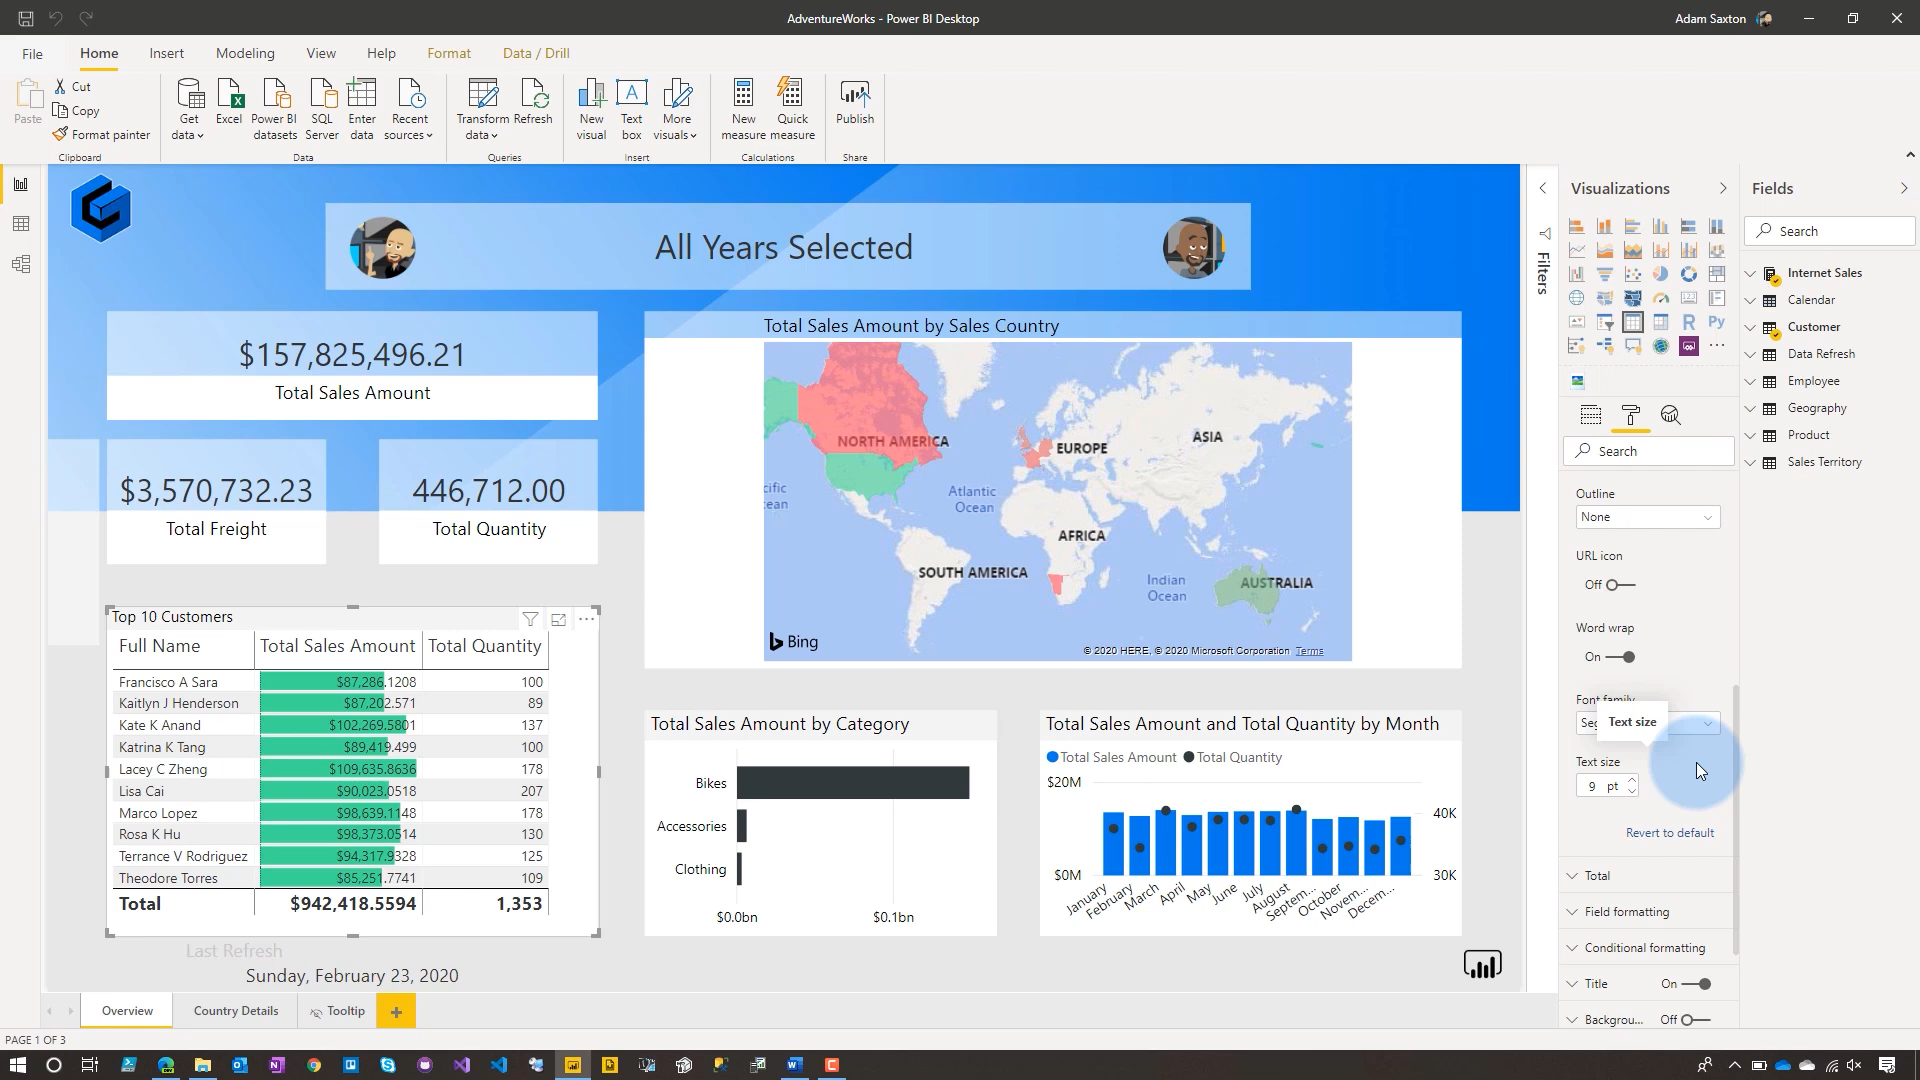 AdventureWorks - Power BI Desktop
Adam Saxton
File
Home
Insert
Modeling
View
Help
Format
Data / Drill
Paste
Cut
Copy
Format painter
Clipboard
Get
data
Excel
Power BI
datasets
SQL
Server
Enter
data
Recent
sources
Data
Transform
data
Refresh
Queries
New
visual
Text
box
More
visuals
Insert
New
measure
Quick
measure
Calculations
Publish
Share
All Years Selected
$157,825,496.21
Total Sales Amount
$3,570,732.23
Total Freight
446,712.00
Total Quantity
Total Sales Amount by Sales Country
NORTH AMERICA
EUROPE
ASIA
cific
ean
Atlantic
Ocean
AFRICA
SOUTH AMERICA
Indian
Ocean
AUSTRALIA
Bing
© 2020 HERE, © 2020 Microsoft Corporation Terms
Top 10 Customers
Full Name Total Sales Amount Total Quantity
Francisco A Sara $87,286.1208 100
Kaitlyn J Henderson $87,202.571 89
Kate K Anand $102,269.5801 137
Katrina K Tang $89,419.499 100
Lacey C Zheng $109,635.8636 178
Lisa Cai $90,023.0518 207
Marco Lopez $98,639.1148 178
Rosa K Hu $98,373.0514 130
Terrance V Rodriguez $94,317.9328 125
Theodore Torres $85,251.7741 109
Total $942,418.5594 1,353
Last Refresh
Sunday, February 23, 2020
Total Sales Amount by Category
Bikes
Accessories
Clothing
$0.0bn $0.1bn
Total Sales Amount and Total Quantity by Month
Total Sales Amount Total Quantity
$20M
40K
$0M
30K
January
February
March
April
May
June
July
August
Septem...
October
Novem...
Decem...
Filters
Visualizations
R
Py
123
Search
Outline
None
URL icon
Off
Word wrap
On
Font family
Seg
Text size
Text size
9 pt
Revert to default
Total
Field formatting
Conditional formatting
Title On
Backgrou... Off
Fields
Search
Internet Sales
Calendar
Customer
Data Refresh
Employee
Geography
Product
Sales Territory
Overview
Country Details
Tooltip
+
PAGE 1 OF 3